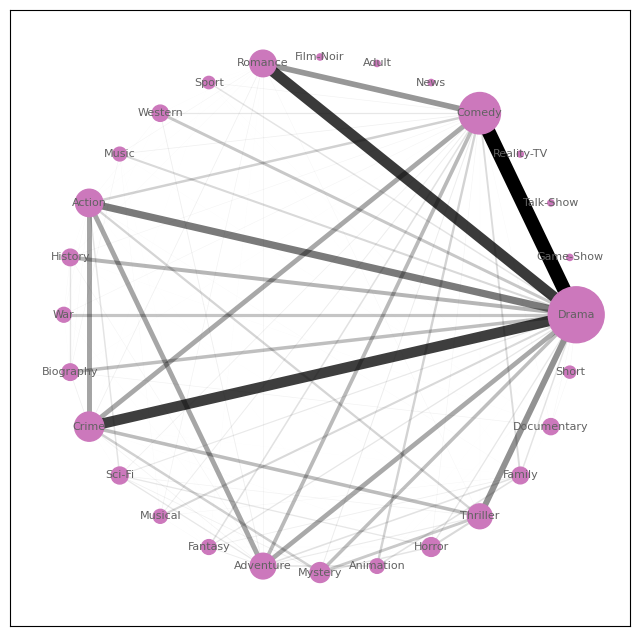 Film-Noir
Romance
Adult
Sport
News
Western
Comedy
Music
Reality-TV
Action
Talk-Show
History
Game-Show
War
Drama
Biography
Short
Crime
Documentary
Sci-Fi
Family
Musical
Thriller
Fantasy
Horror
Adventure
Animation
Mystery